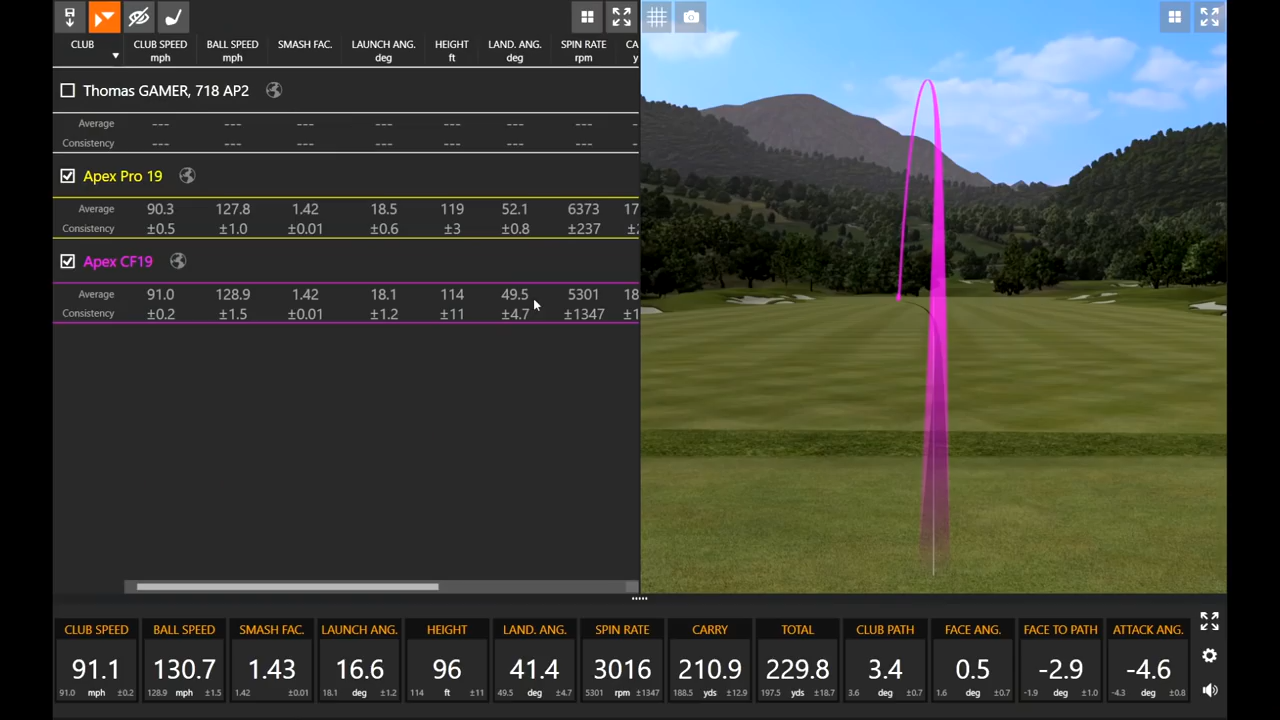 CLUB CLUB SPEED BALL SPEED SMASH FAC. LAUNCH ANG. HEIGHT LAND. ANG. SPIN RATE CA
mph mph deg ft deg rpm y
Thomas GAMER, 718 AP2
Average --- --- --- --- --- --- --- -
Consistency --- --- --- --- --- --- --- -
Apex Pro 19
Average 90.3 127.8 1.42 18.5 119 52.1 6373 17
Consistency ±0.5 ±1.0 ±0.01 ±0.6 ±3 ±0.8 ±237 ±
Apex CF19
Average 91.0 128.9 1.42 18.1 114 49.5 5301 18
Consistency ±0.2 ±1.5 ±0.01 ±1.2 ±11 ±4.7 ±1347 ±1
CLUB SPEED BALL SPEED SMASH FAC. LAUNCH ANG. HEIGHT LAND. ANG. SPIN RATE CARRY TOTAL CLUB PATH FACE ANG. FACE TO PATH ATTACK ANG.
91.1 130.7 1.43 16.6 96 41.4 3016 210.9 229.8 3.4 0.5 -2.9 -4.6
91.0 mph ±0.2 128.9 mph ±1.5 1.42 ±0.01 18.1 deg ±1.2 114 ft ±11 49.5 deg ±4.7 5301 rpm ±1347 188.5 yds ±12.9 197.5 yds ±18.7 3.6 deg ±0.7 1.6 deg ±0.7 -1.9 deg ±1.0 -4.3 deg ±0.8